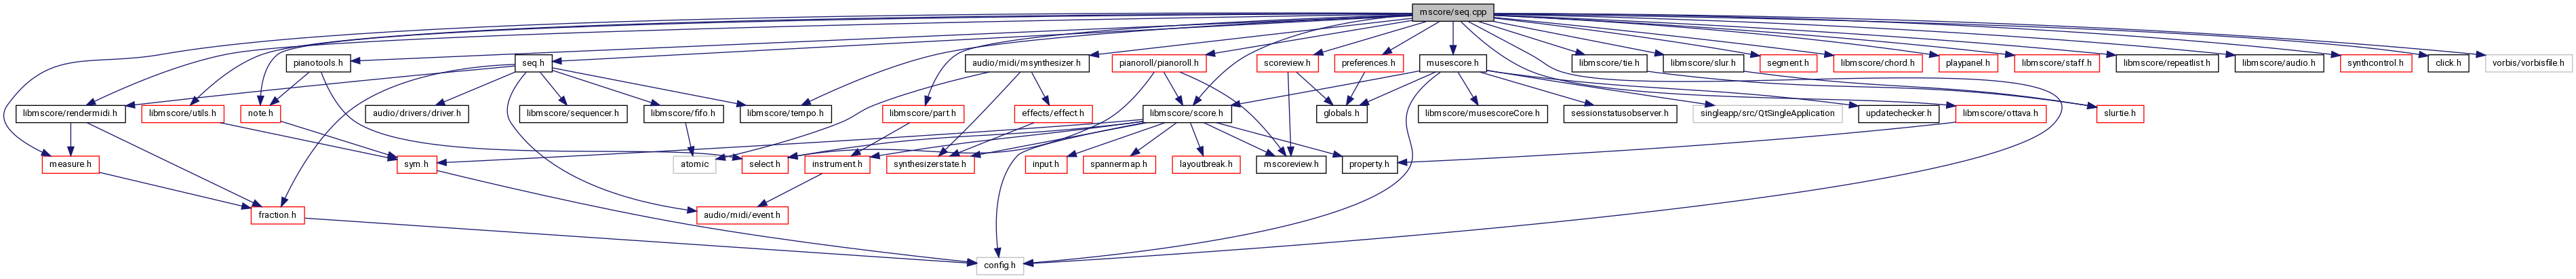 mscore/seq.cpp
pianotools.h
seq.h
audio/midi/msynthesizer.h
pianoroll/pianoroll.h
scoreview.h
preferences.h
musescore.h
libmscore/tie.h
libmscore/slur.h
segment.h
libmscore/chord.h
playpanel.h
libmscore/staff.h
libmscore/repeatlist.h
libmscore/audio.h
synthcontrol.h
click.h
vorbis/vorbisfile.h
libmscore/rendermidi.h
libmscore/utils.h
note.h
audio/drivers/driver.h
libmscore/sequencer.h
libmscore/fifo.h
libmscore/tempo.h
libmscore/part.h
effects/effect.h
libmscore/score.h
globals.h
libmscore/musescoreCore.h
sessionstatusobserver.h
singleapp/src/QtSingleApplication
updatechecker.h
libmscore/ottava.h
slurtie.h
measure.h
sym.h
atomic
select.h
instrument.h
synthesizerstate.h
input.h
spannermap.h
layoutbreak.h
mscoreview.h
property.h
fraction.h
audio/midi/event.h
config.h